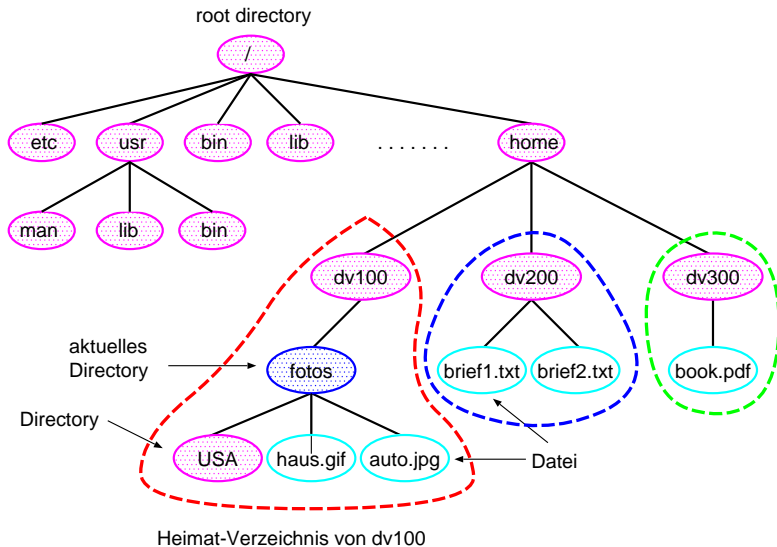 root directory
/
etc usr bin lib . . . . . . . home
man lib bin
dv100 dv200 dv300
aktuelles
Directory
fotos brief1.txt brief2.txt book.pdf
Directory
USA haus.gif auto.jpg Datei
Heimat-Verzeichnis von dv100